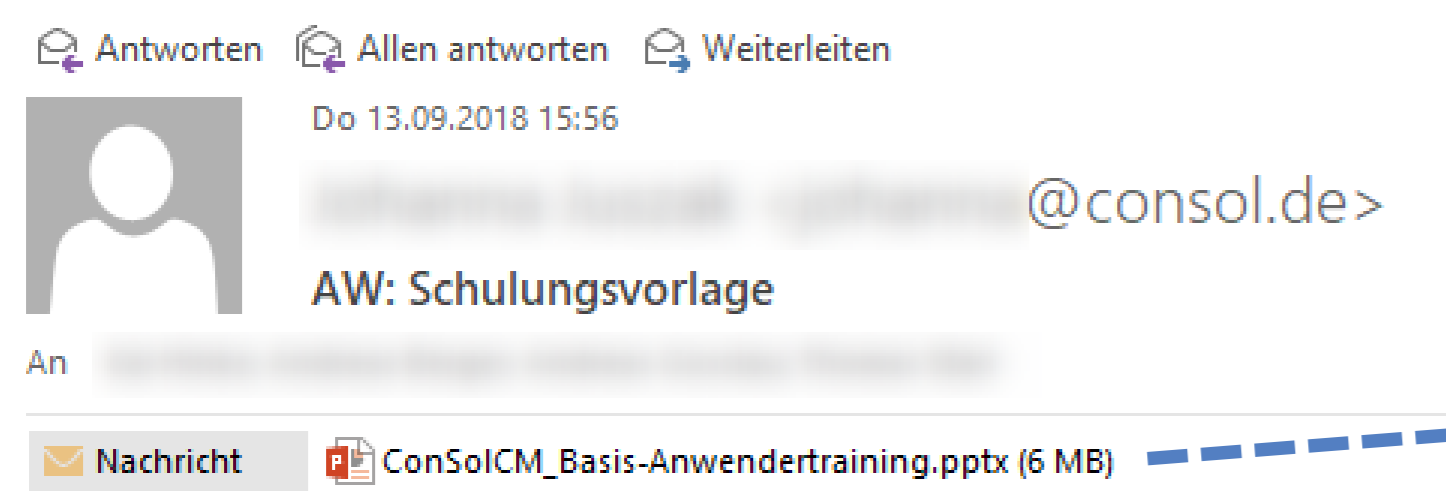 Antworten Allen antworten Weiterleiten
Do 13.09.2018 15:56
@consol.de>
AW: Schulungsvorlage
An
Nachricht ConSolCM_Basis-Anwendertraining.pptx (6 MB)